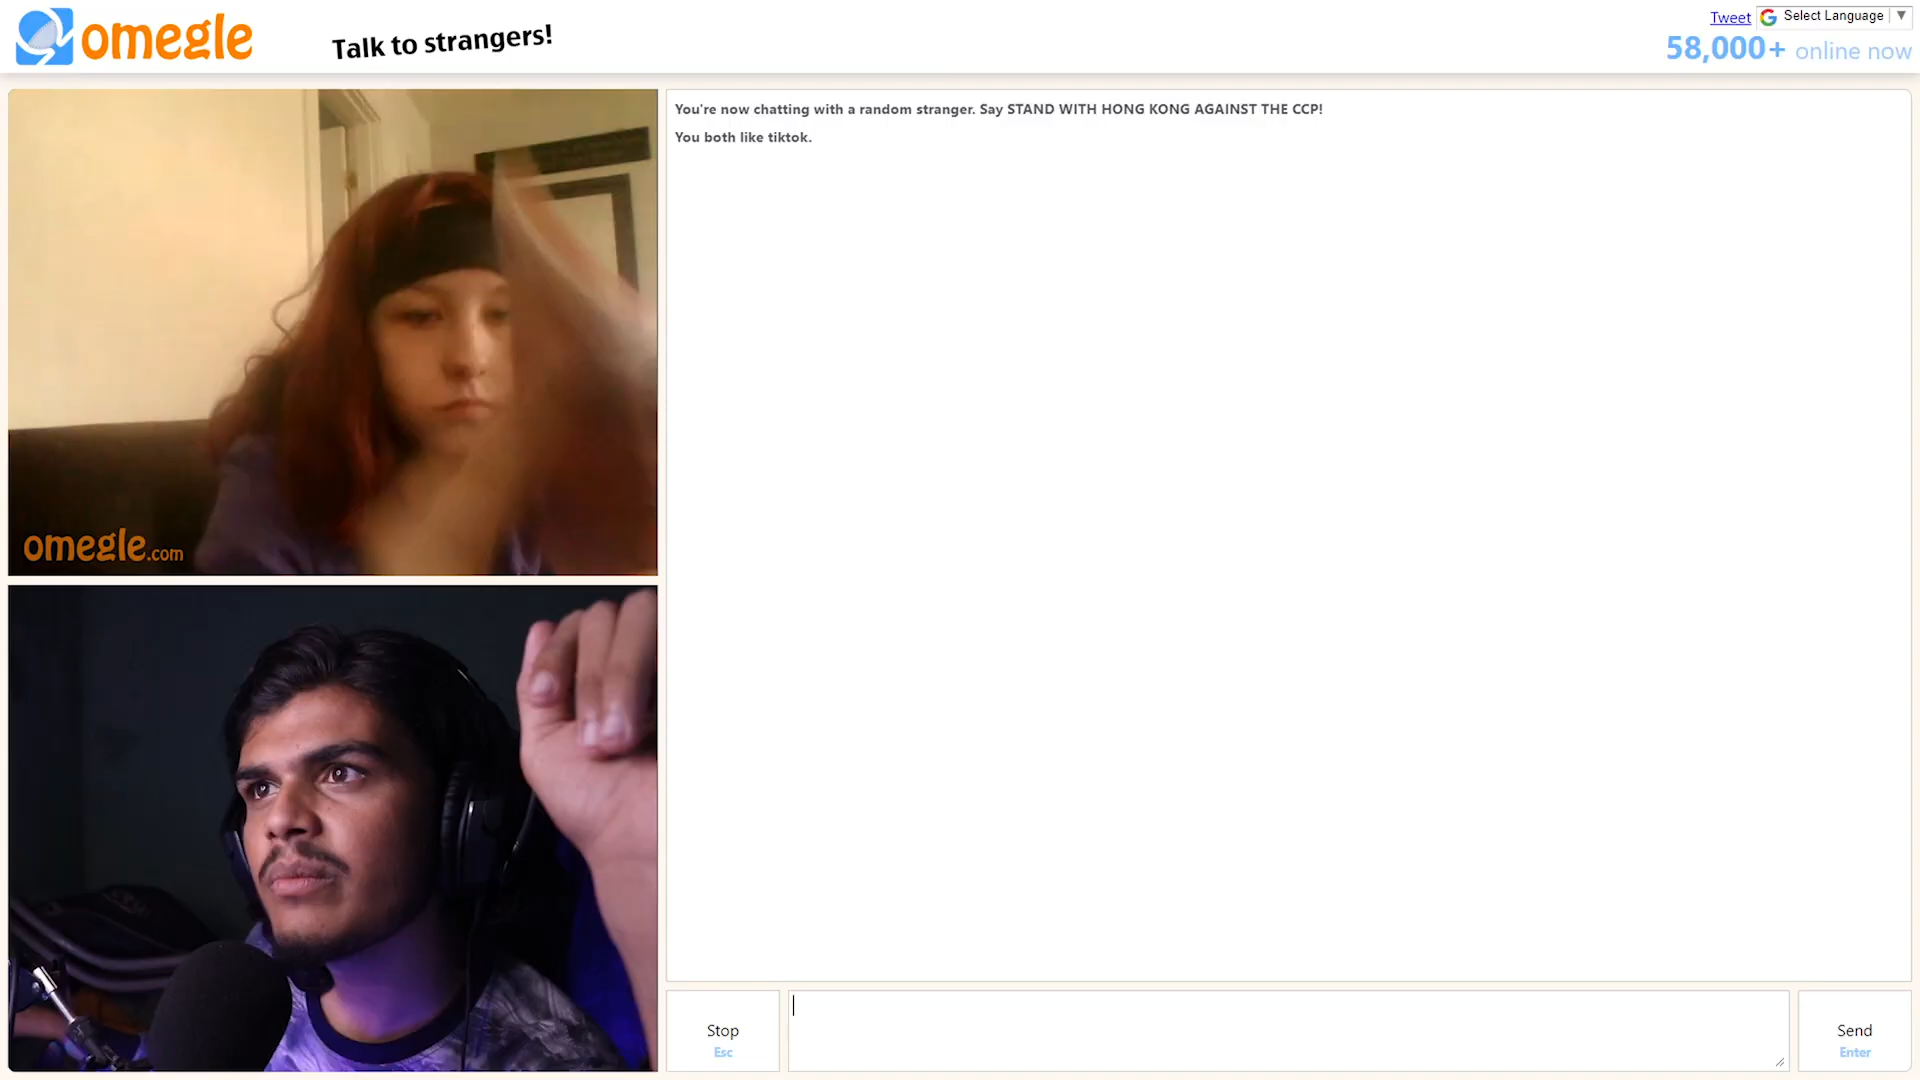 omegle
Talk to strangers!
Tweet
Select Language ▼
58,000+ online now
You're now chatting with a random stranger. Say STAND WITH HONG KONG AGAINST THE CCP!
You both like tiktok.
omegle.com
Stop
Esc
Send
Enter